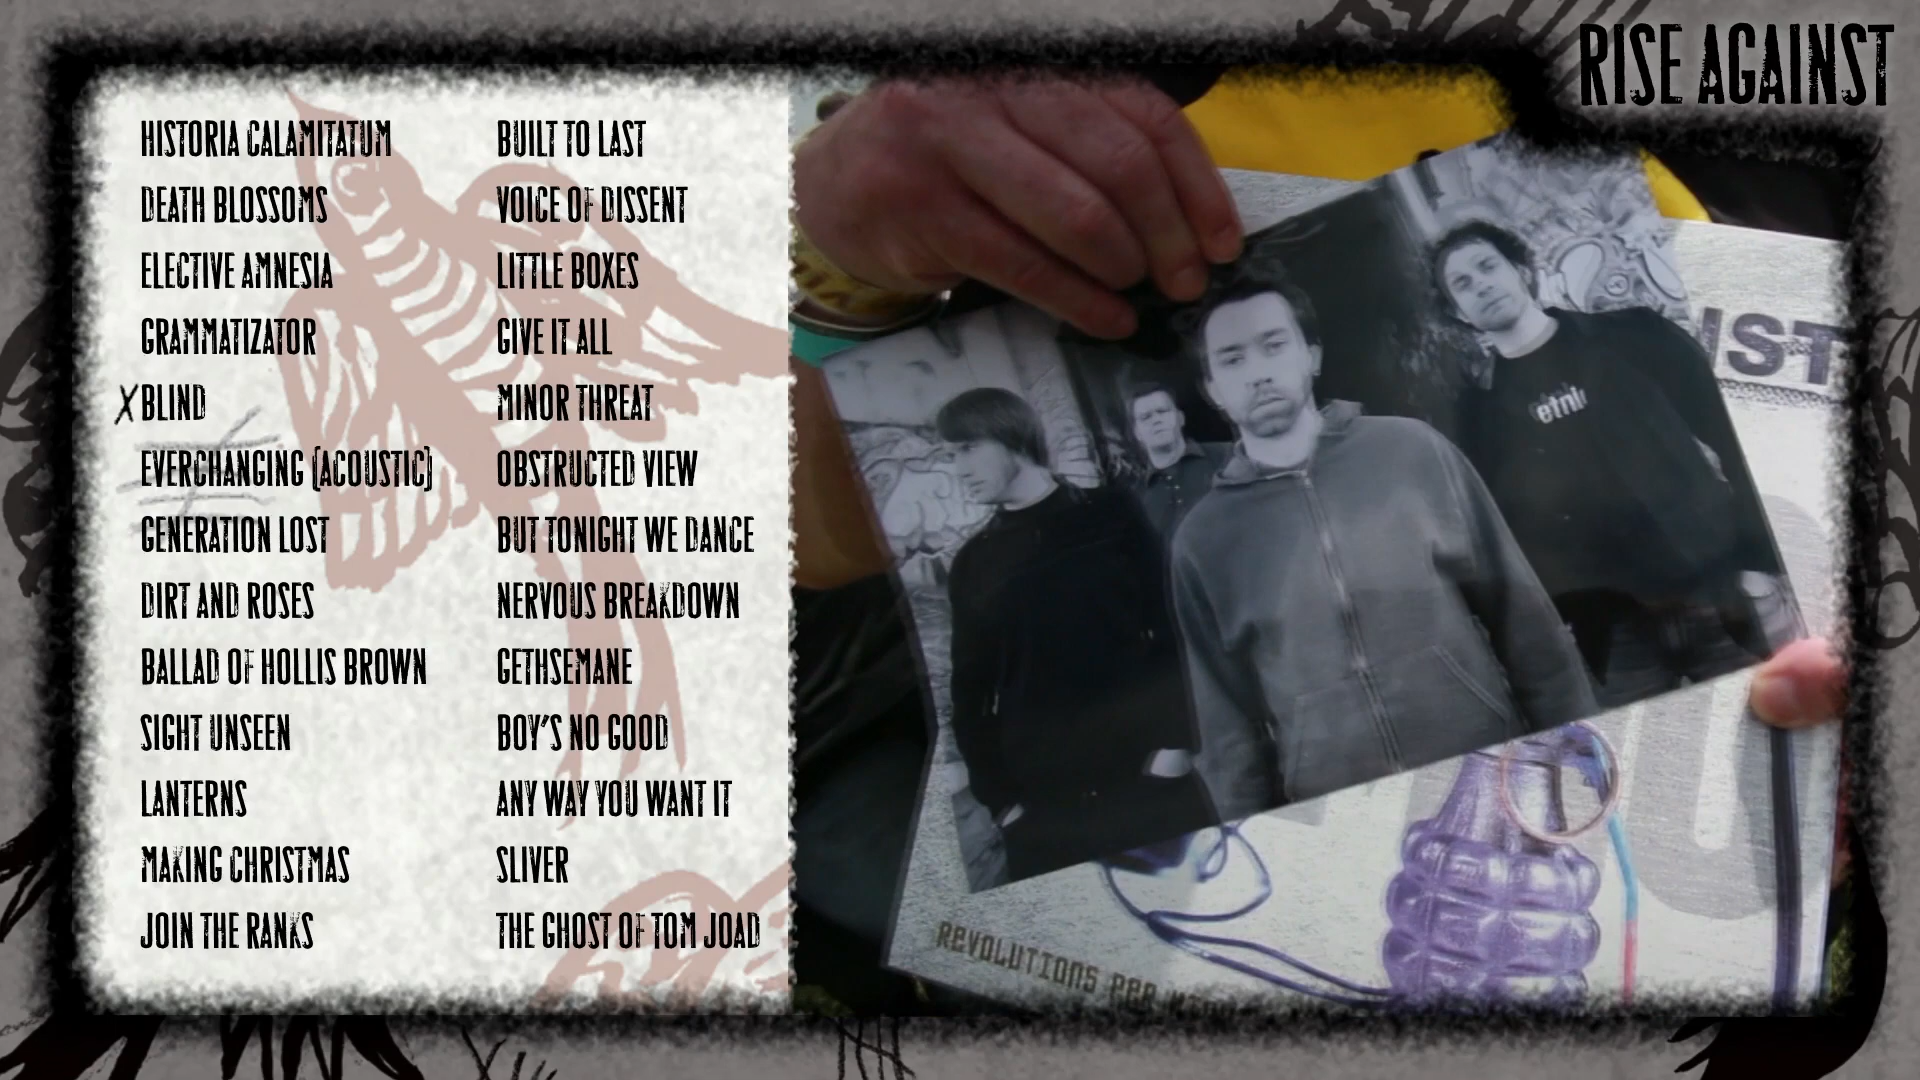 RISE AGAINST
HISTORIA CALAMITATUM
DEATH BLOSSOMS
ELECTIVE AMNESIA
GRAMMATIZATOR
X BLIND
EVERCHANGING (ACOUSTIC)
GENERATION LOST
DIRT AND ROSES
BALLAD OF HOLLIS BROWN
SIGHT UNSEEN
LANTERNS
MAKING CHRISTMAS
JOIN THE RANKS
BUILT TO LAST
VOICE OF DISSENT
LITTLE BOXES
GIVE IT ALL
MINOR THREAT
OBSTRUCTED VIEW
BUT TONIGHT WE DANCE
NERVOUS BREAKDOWN
GETHSEMANE
BOY'S NO GOOD
ANY WAY YOU WANT IT
SLIVER
THE GHOST OF TOM JOAD
etnies
IST
REVOLUTIONS PER